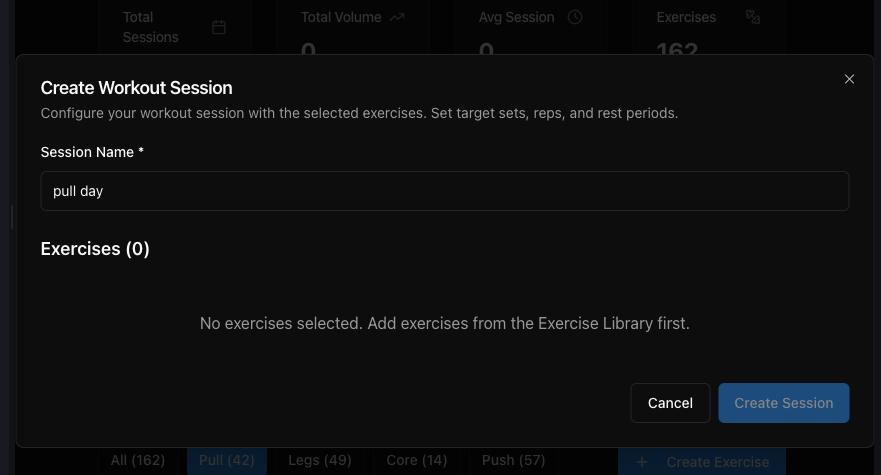 Total
Sessions
Total Volume
0
Avg Session
0
Exercises
162
Create Workout Session
Configure your workout session with the selected exercises. Set target sets, reps, and rest periods.
Session Name *
pull day
Exercises (0)
No exercises selected. Add exercises from the Exercise Library first.
Cancel
Create Session
All (162)
Pull (42)
Legs (49)
Core (14)
Push (57)
+ Create Exercise